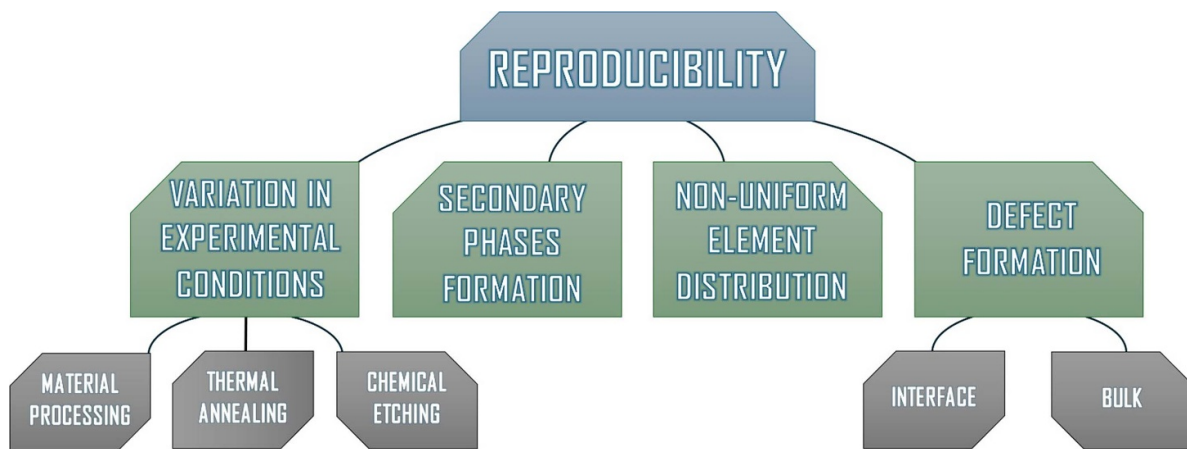 REPRODUCIBILITY
VARIATION IN
EXPERIMENTAL
CONDITIONS
SECONDARY
PHASES
FORMATION
NON-UNIFORM
ELEMENT
DISTRIBUTION
DEFECT
FORMATION
MATERIAL
PROCESSING
THERMAL
ANNEALING
CHEMICAL
ETCHING
INTERFACE
BULK